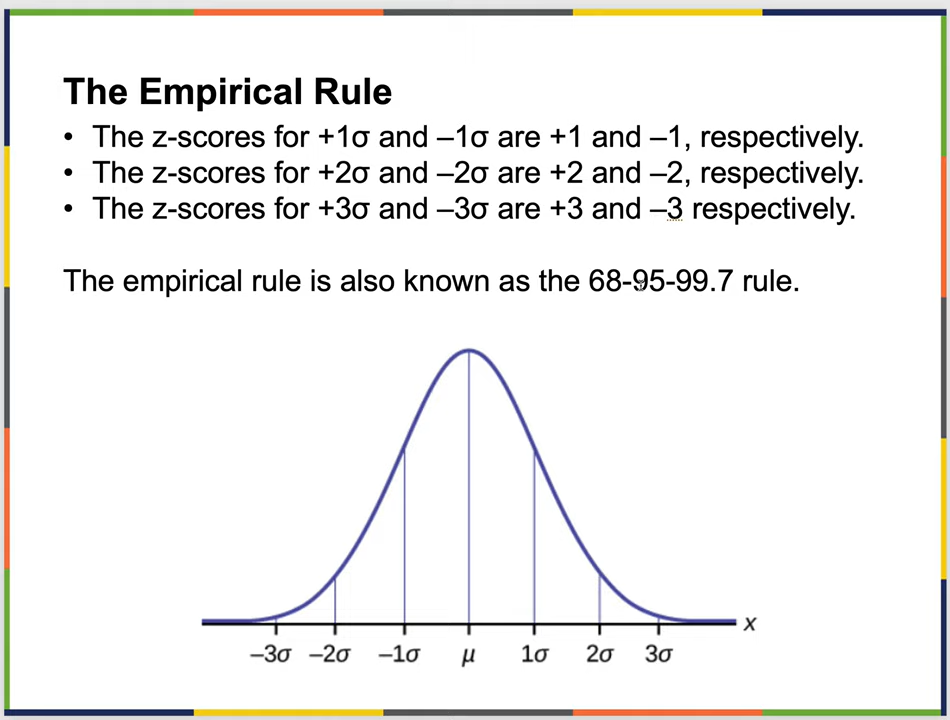 The Empirical Rule
• The z-scores for +1σ and –1σ are +1 and –1, respectively.
• The z-scores for +2σ and –2σ are +2 and –2, respectively.
• The z-scores for +3σ and –3σ are +3 and –3 respectively.
The empirical rule is also known as the 68-95-99.7 rule.
x
–3σ –2σ –1σ μ 1σ 2σ 3σ